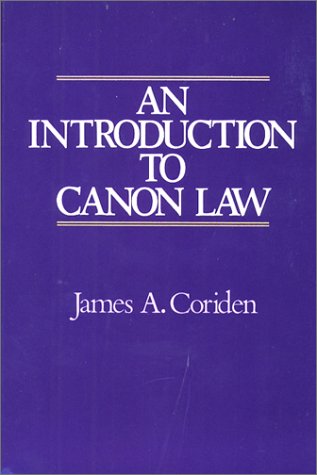 AN
INTRODUCTION
TO
CANON LAW
James A. Coriden